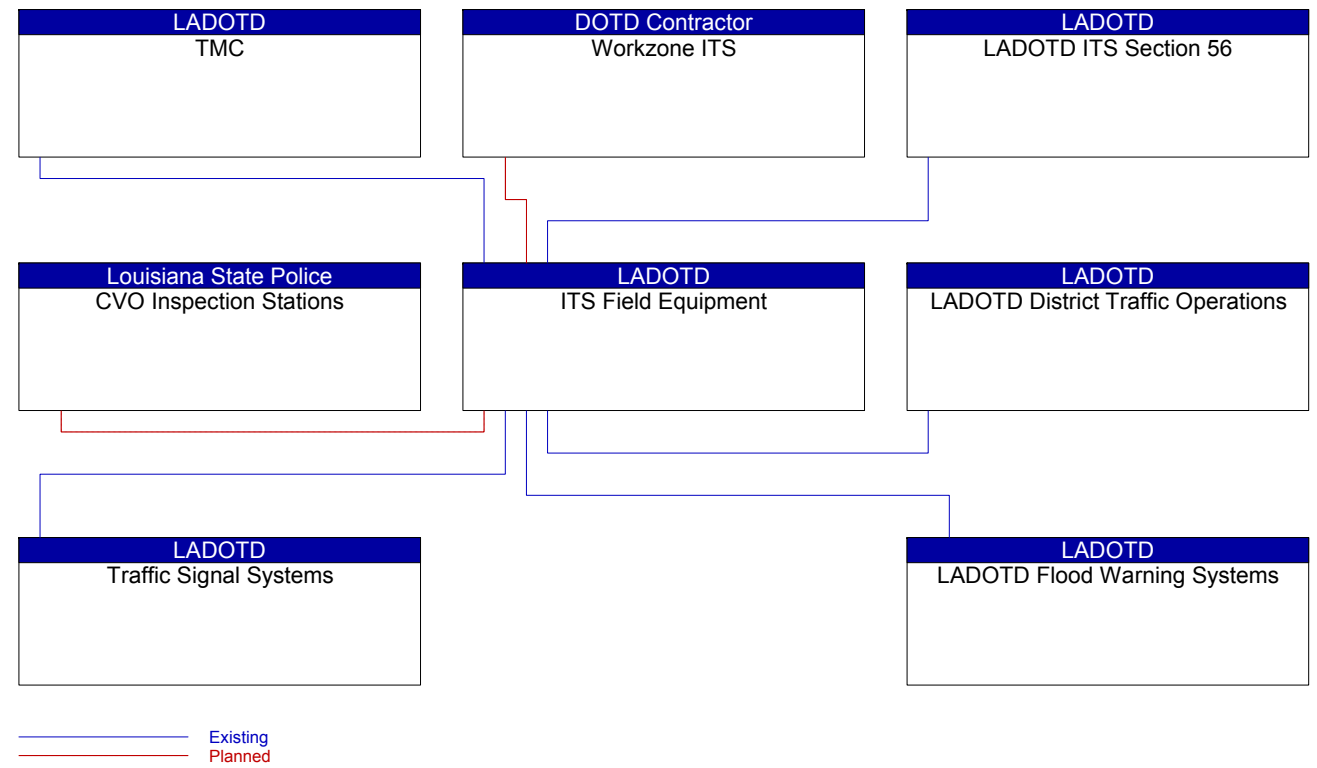 LADOTD
TMC
DOTD Contractor
Workzone ITS
LADOTD
LADOTD ITS Section 56
Louisiana State Police
CVO Inspection Stations
LADOTD
ITS Field Equipment
LADOTD
LADOTD District Traffic Operations
LADOTD
Traffic Signal Systems
LADOTD
LADOTD Flood Warning Systems
Existing
Planned